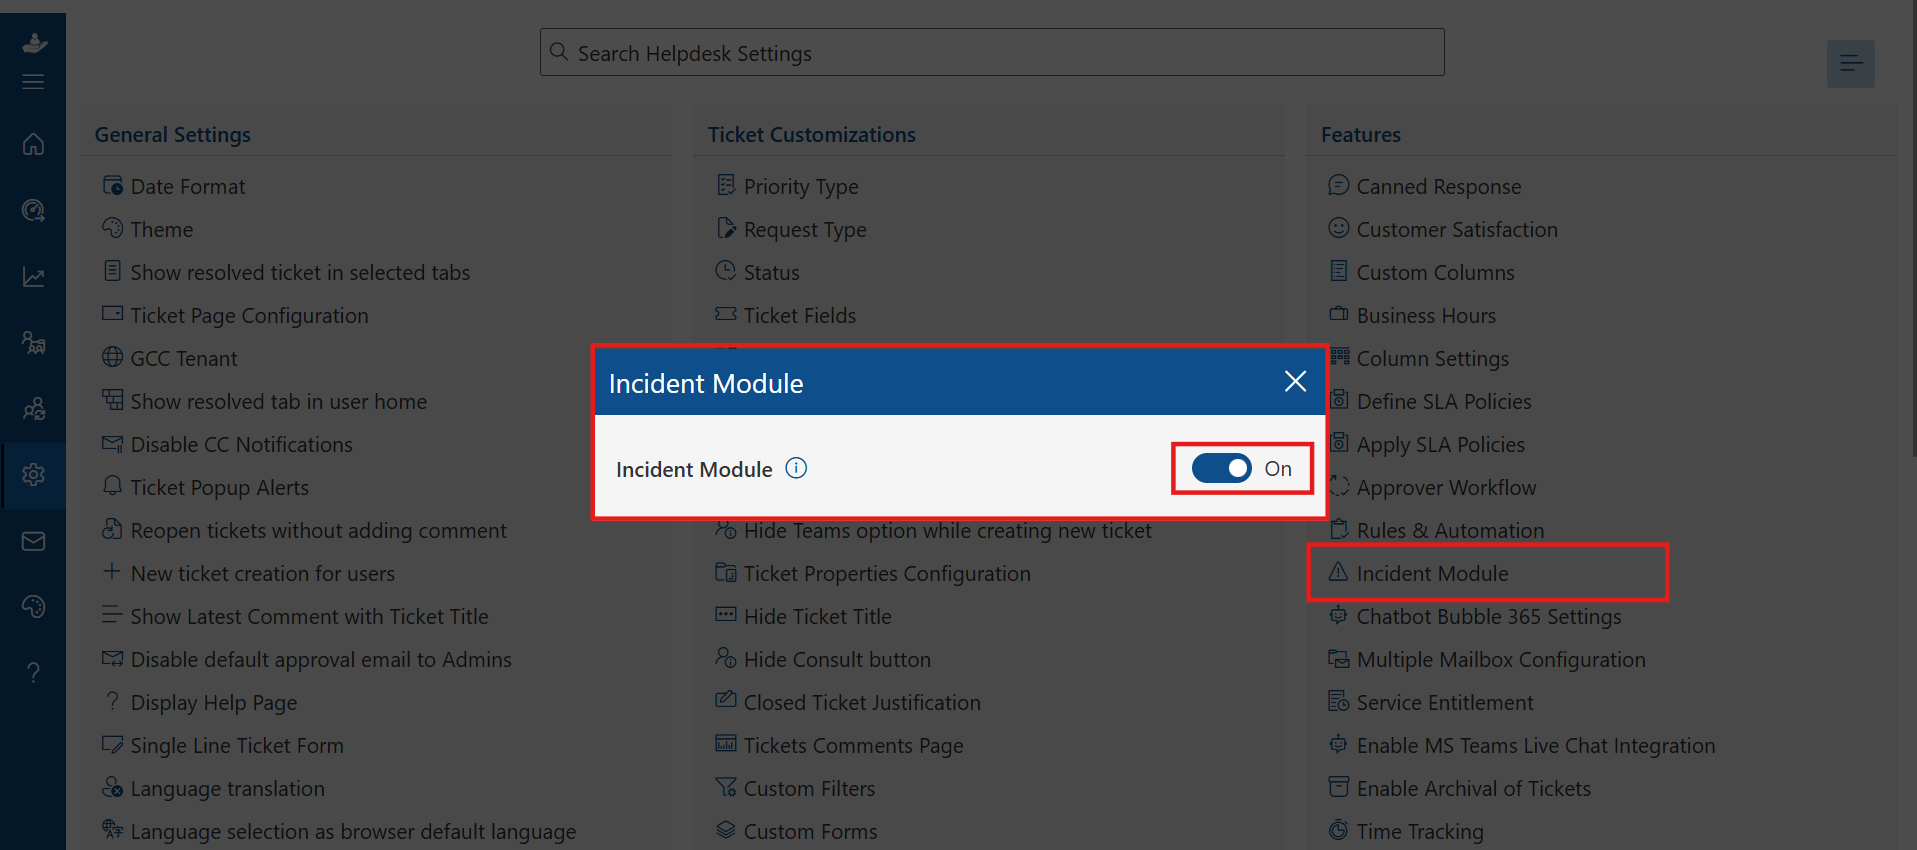 Search Helpdesk Settings
General Settings
Date Format
Theme
Show resolved ticket in selected tabs
Ticket Page Configuration
GCC Tenant
Show resolved tab in user home
Disable CC Notifications
Ticket Popup Alerts
Reopen tickets without adding comment
New ticket creation for users
Show Latest Comment with Ticket Title
Disable default approval email to Admins
Display Help Page
Single Line Ticket Form
Language translation
Language selection as browser default language
Ticket Customizations
Priority Type
Request Type
Status
Ticket Fields
Incident Module
Incident Module
On
Hide Teams option while creating new ticket
Ticket Properties Configuration
Hide Ticket Title
Hide Consult button
Closed Ticket Justification
Tickets Comments Page
Custom Filters
Custom Forms
Features
Canned Response
Customer Satisfaction
Custom Columns
Business Hours
Column Settings
Define SLA Policies
Apply SLA Policies
Approver Workflow
Rules & Automation
Incident Module
Chatbot Bubble 365 Settings
Multiple Mailbox Configuration
Service Entitlement
Enable MS Teams Live Chat Integration
Enable Archival of Tickets
Time Tracking